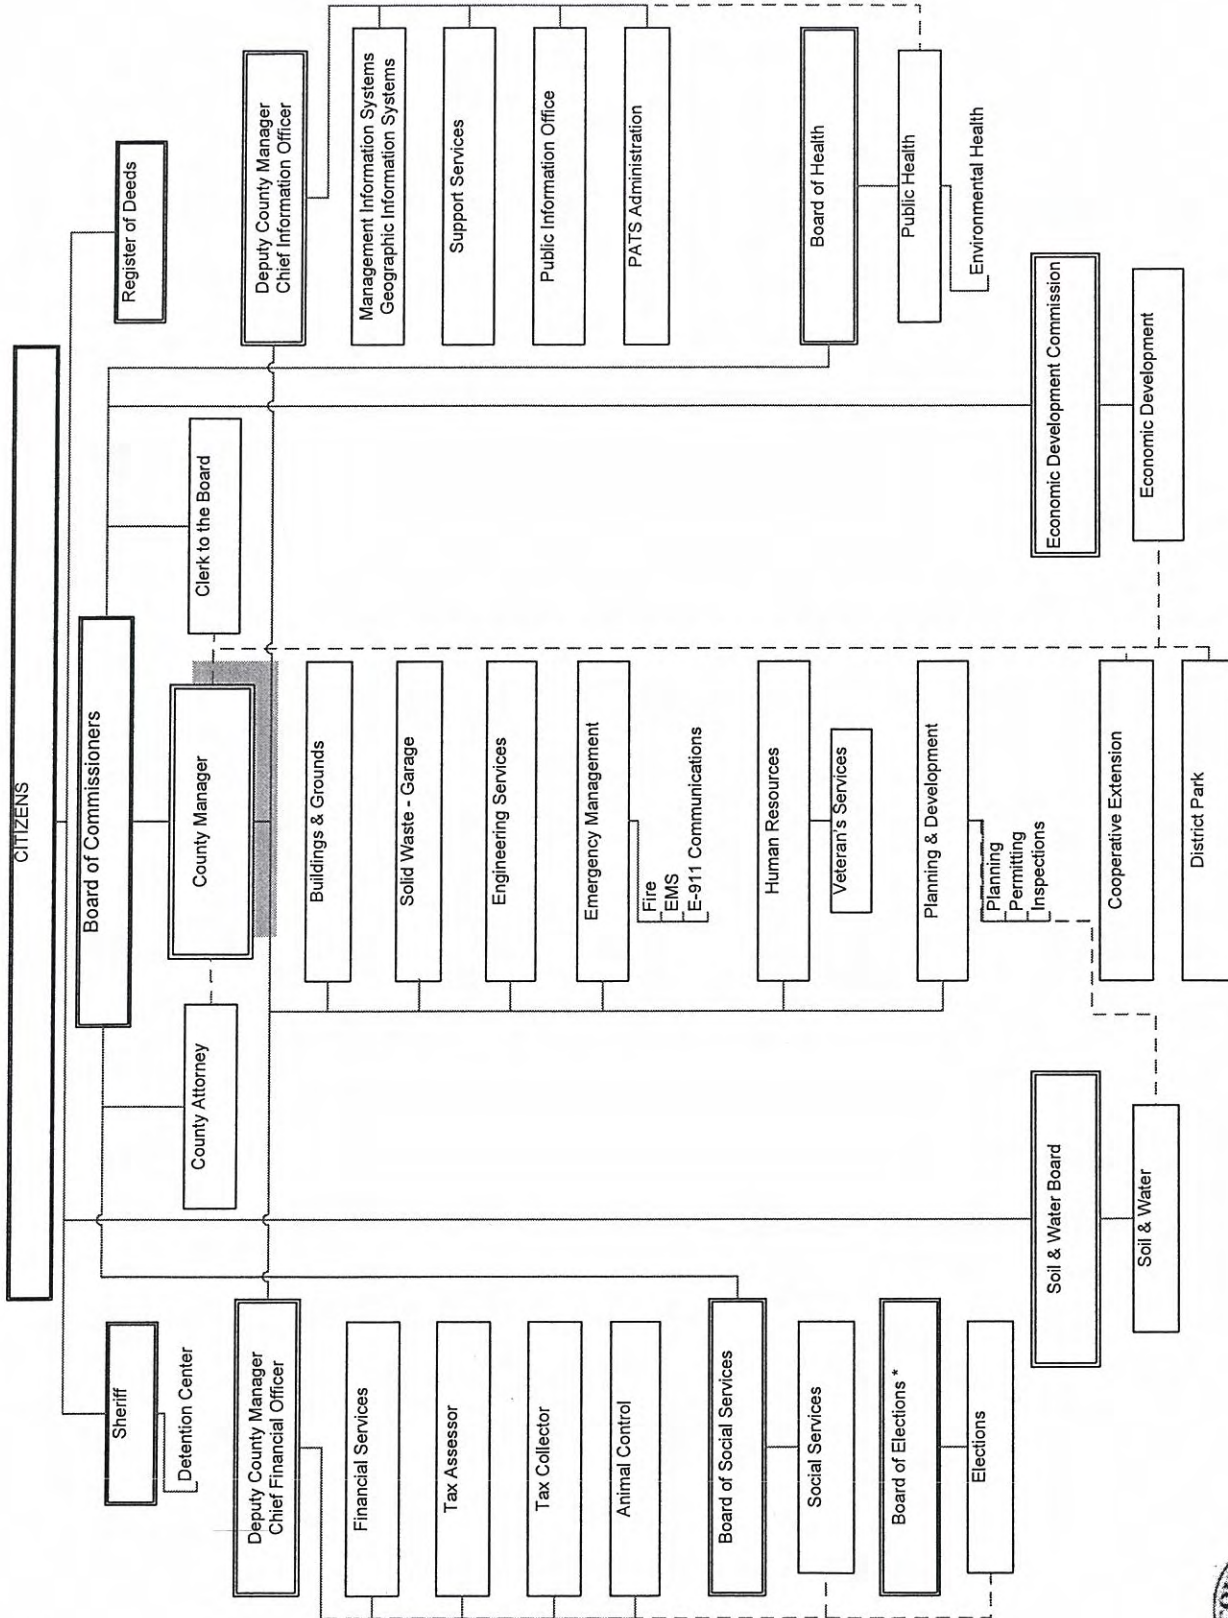 CITIZENS
Sheriff
Detention Center
Board of Commissioners
Register of Deeds
County Attorney
County Manager
Clerk to the Board
Deputy County Manager
Chief Financial Officer
Deputy County Manager
Chief Information Officer
Financial Services
Tax Assessor
Tax Collector
Animal Control
Board of Social Services
Social Services
Board of Elections *
Elections
Soil & Water Board
Soil & Water
Buildings & Grounds
Solid Waste - Garage
Engineering Services
Emergency Management
Fire
EMS
E-911 Communications
Human Resources
Veteran's Services
Planning & Development
Planning
Permitting
Inspections
Cooperative Extension
District Park
Management Information Systems
Geographic Information Systems
Support Services
Public Information Office
PATS Administration
Board of Health
Public Health
Environmental Health
Economic Development Commission
Economic Development